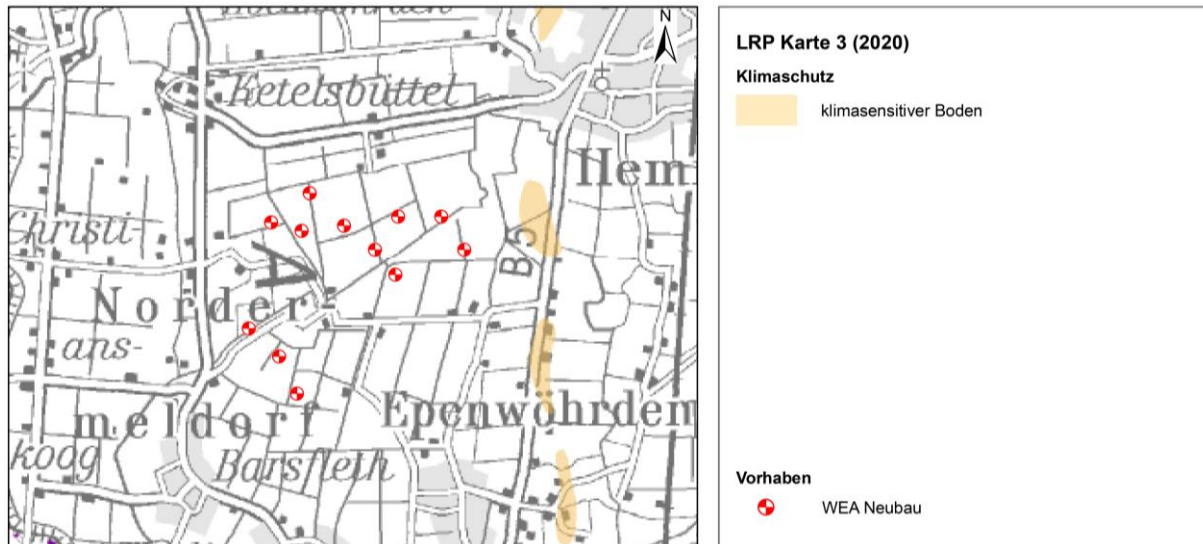 N
Ketelsbüttel
Hem
Christi-
B5
Norder-
ans-
Epenwöhrden
meldorf
koog
Barsfleth
LRP Karte 3 (2020)
Klimaschutz
klimasensitiver Boden
Vorhaben
WEA Neubau